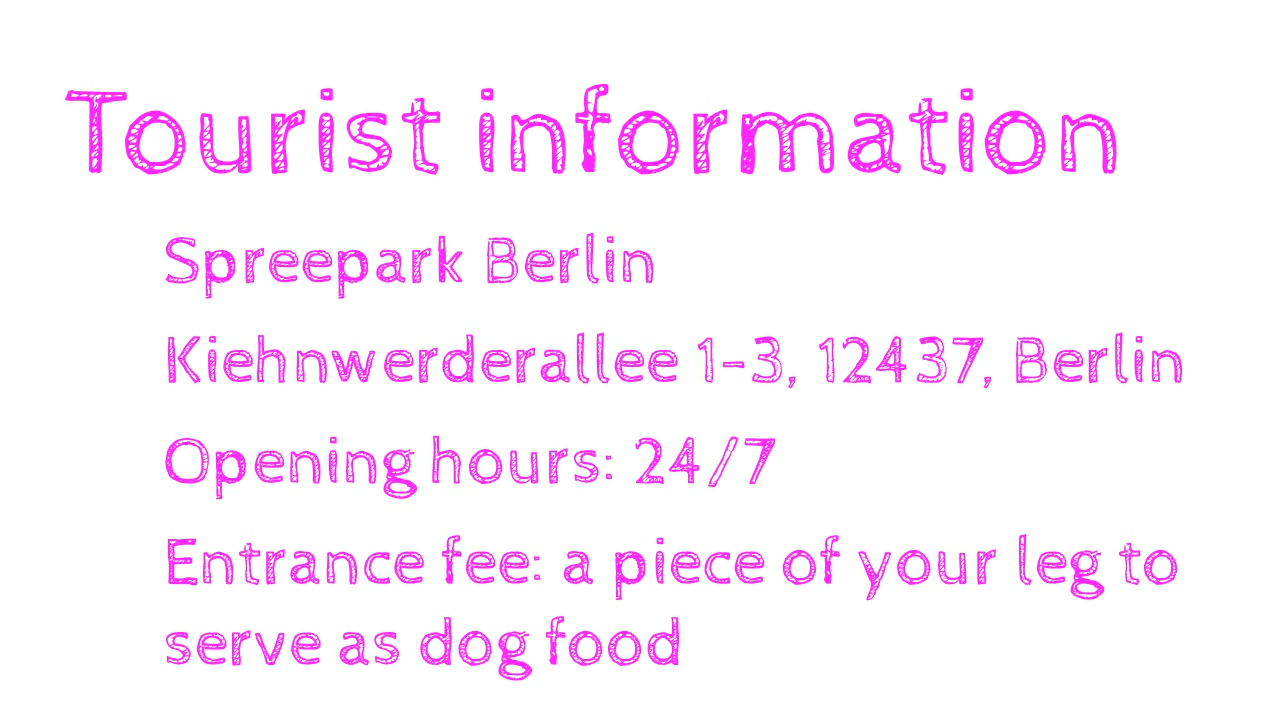 Tourist information
Spreepark Berlin
Kiehnwerderallee 1-3, 12437, Berlin
Opening hours: 24/7
Entrance fee: a piece of your leg to
serve as dog food